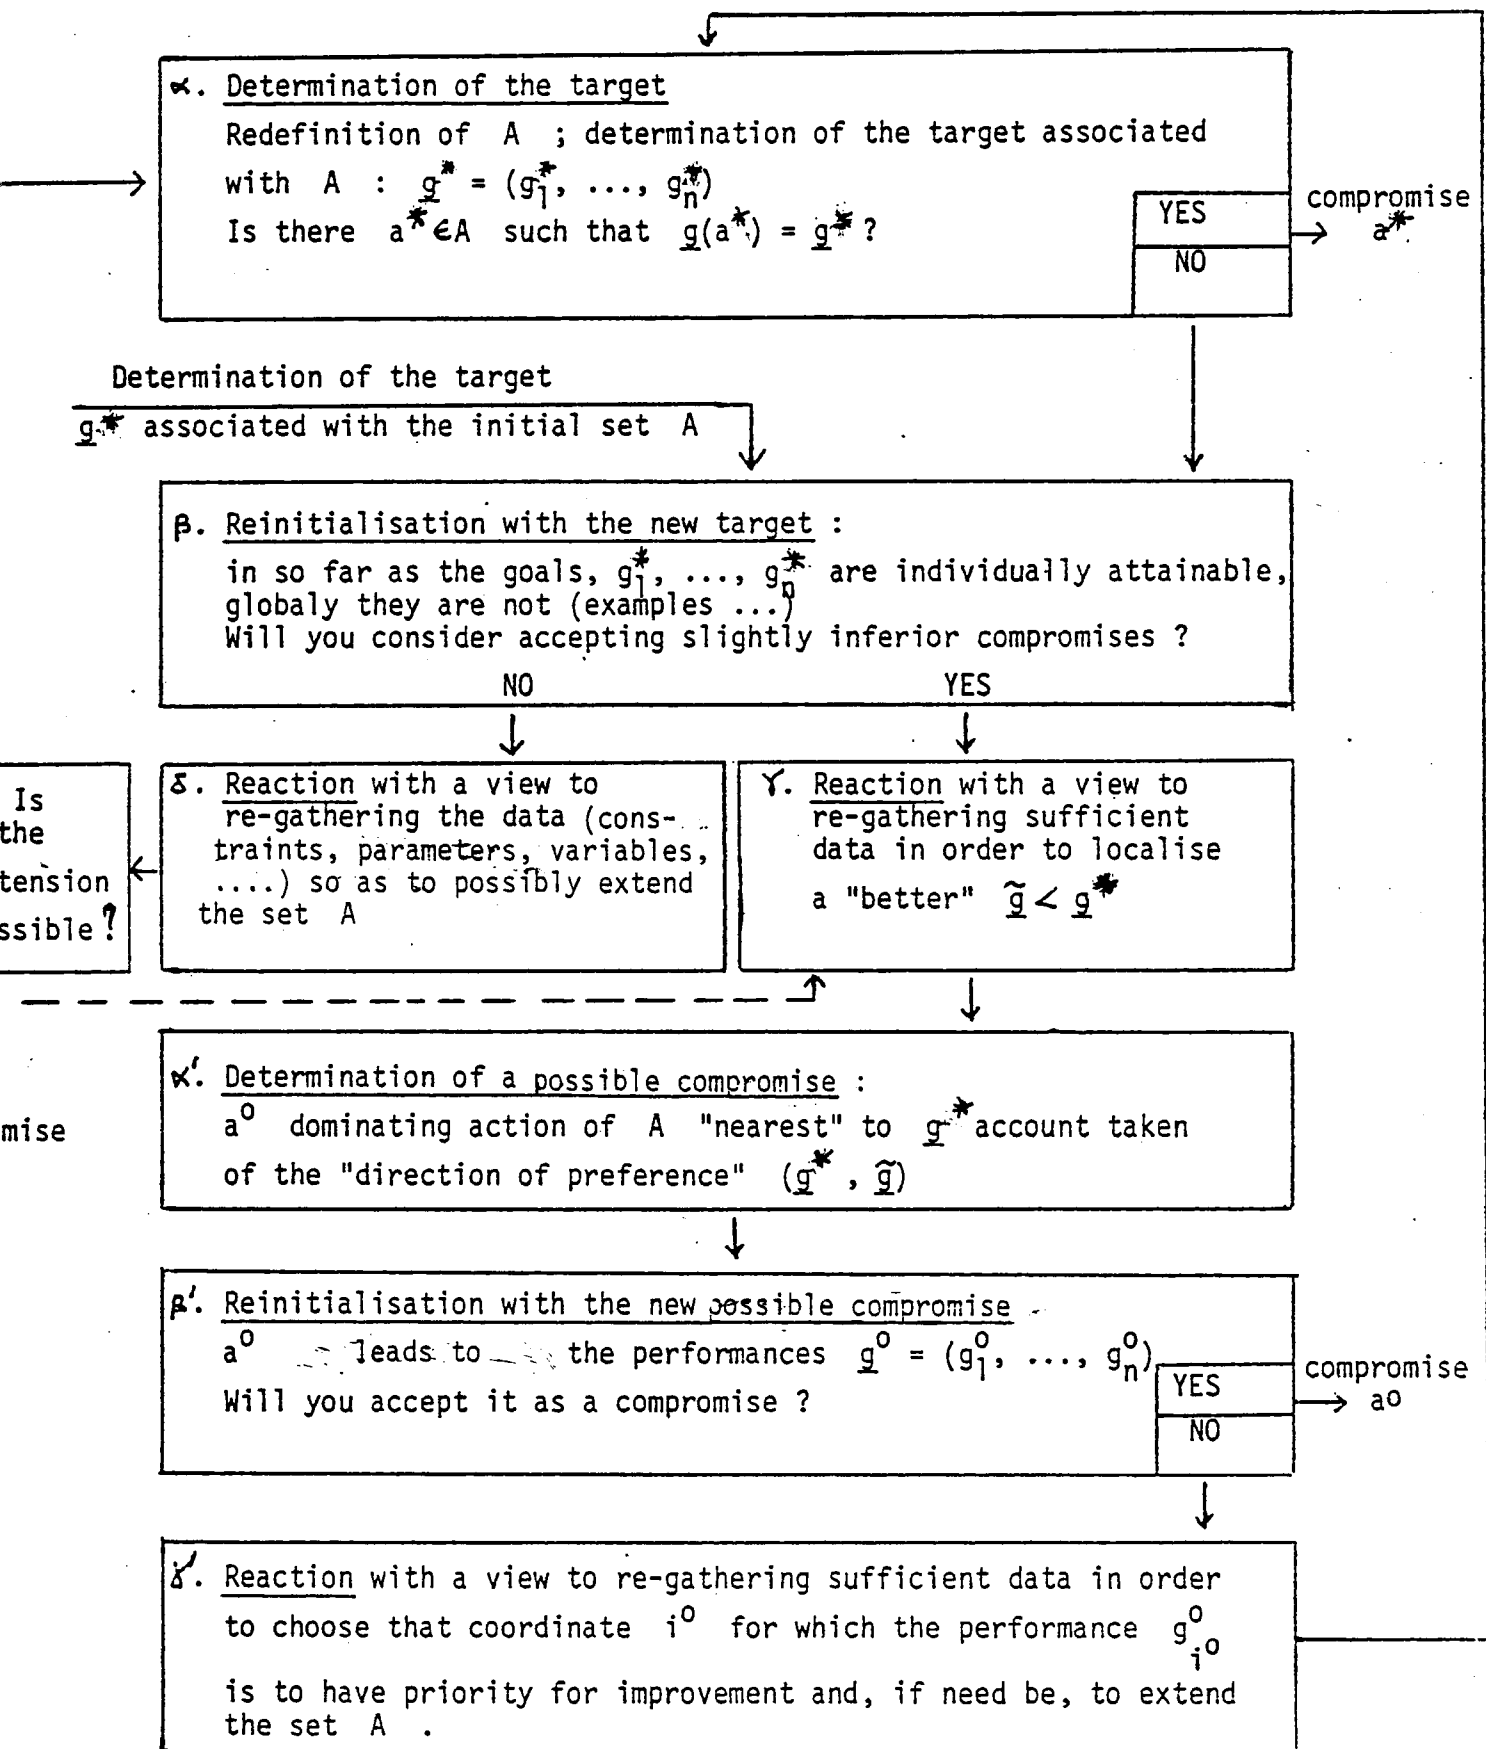 α. Determination of the target
Redefinition of A ; determination of the target associated
with A : g* = (g₁*, ..., gₙ*)
Is there a* ∈ A such that g(a*) = g* ?
YES
NO
compromise
a*
Determination of the target
g* associated with the initial set A
β. Reinitialisation with the new target :
in so far as the goals, g₁*, ..., gₙ* are individually attainable,
globaly they are not (examples ...)
Will you consider accepting slightly inferior compromises ?
NO
YES
Is
the
tension
ssible ?
δ. Reaction with a view to
re-gathering the data (cons-
traints, parameters, variables,
....) so as to possibly extend
the set A
γ. Reaction with a view to
re-gathering sufficient
data in order to localise
a "better" g̃ < g*
mise
α'. Determination of a possible compromise :
a⁰ dominating action of A "nearest" to g* account taken
of the "direction of preference" (g* , g̃)
β'. Reinitialisation with the new possible compromise
a⁰ leads to the performances g⁰ = (g₁⁰, ..., gₙ⁰)
Will you accept it as a compromise ?
YES
NO
compromise
a⁰
γ'. Reaction with a view to re-gathering sufficient data in order
to choose that coordinate i⁰ for which the performance g⁰ᵢ⁰
is to have priority for improvement and, if need be, to extend
the set A .